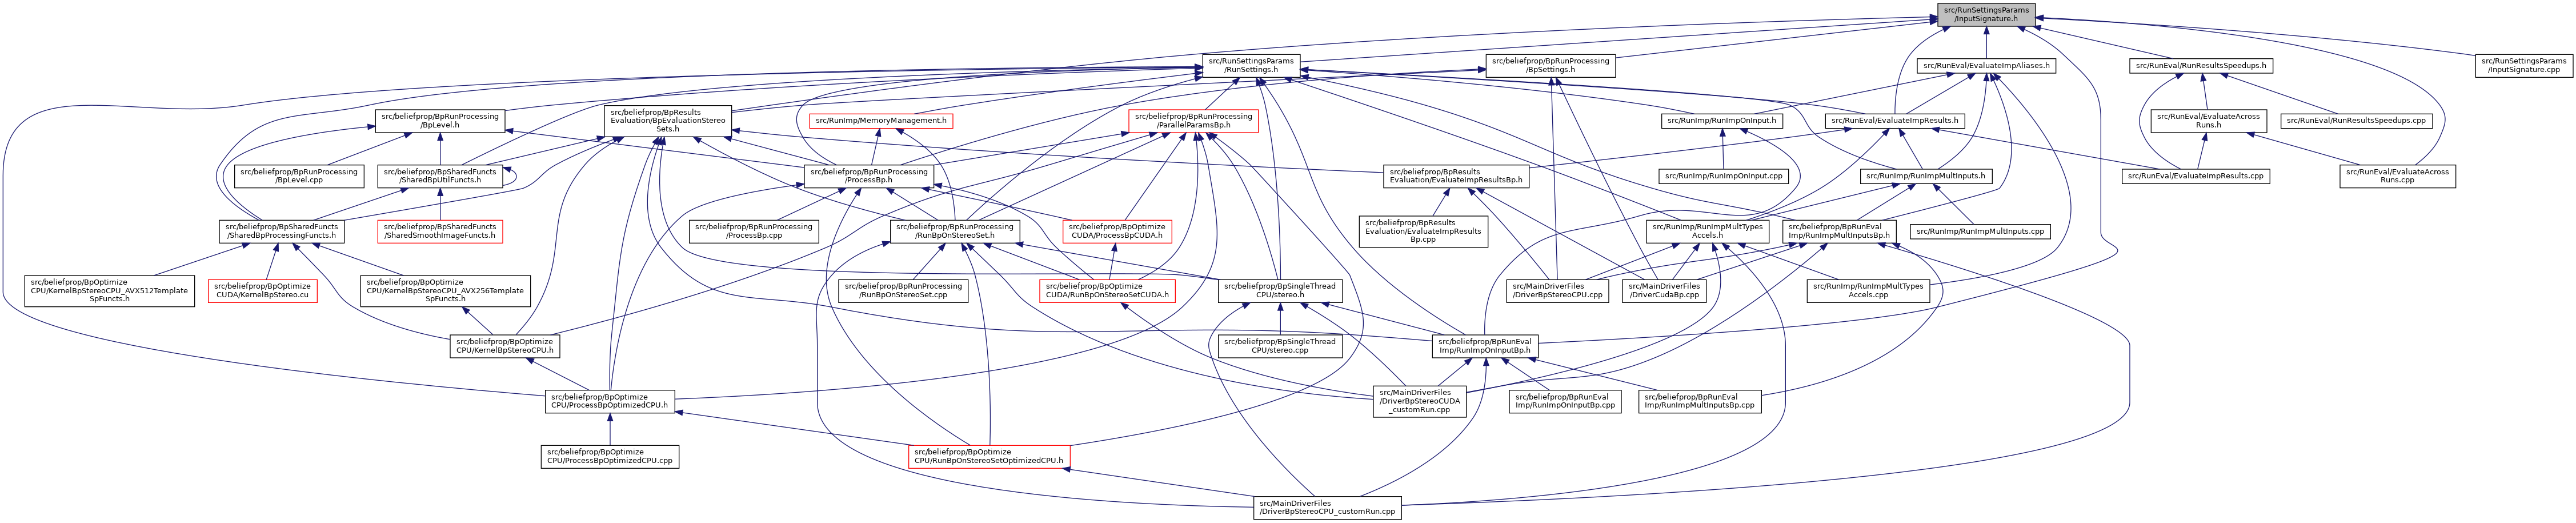 src/RunSettingsParams
/InputSignature.h
src/RunSettingsParams
/RunSettings.h
src/beliefprop/BpRunProcessing
/BpSettings.h
src/RunEval/EvaluateImpAliases.h
src/RunEval/RunResultsSpeedups.h
src/RunSettingsParams
/InputSignature.cpp
src/beliefprop/BpRunProcessing
/BpLevel.h
src/beliefprop/BpResults
Evaluation/BpEvaluationStereo
Sets.h
src/RunImp/MemoryManagement.h
src/beliefprop/BpRunProcessing
/ParallelParamsBp.h
src/RunImp/RunImpOnInput.h
src/RunEval/EvaluateImpResults.h
src/RunEval/EvaluateAcross
Runs.h
src/RunEval/RunResultsSpeedups.cpp
src/beliefprop/BpRunProcessing
/BpLevel.cpp
src/beliefprop/BpSharedFuncts
/SharedBpUtilFuncts.h
src/beliefprop/BpRunProcessing
/ProcessBp.h
src/beliefprop/BpResults
Evaluation/EvaluateImpResultsBp.h
src/RunImp/RunImpOnInput.cpp
src/RunImp/RunImpMultInputs.h
src/RunEval/EvaluateImpResults.cpp
src/RunEval/EvaluateAcross
Runs.cpp
src/beliefprop/BpSharedFuncts
/SharedBpProcessingFuncts.h
src/beliefprop/BpSharedFuncts
/SharedSmoothImageFuncts.h
src/beliefprop/BpRunProcessing
/ProcessBp.cpp
src/beliefprop/BpRunProcessing
/RunBpOnStereoSet.h
src/beliefprop/BpOptimize
CUDA/ProcessBpCUDA.h
src/beliefprop/BpResults
Evaluation/EvaluateImpResults
Bp.cpp
src/RunImp/RunImpMultTypes
Accels.h
src/beliefprop/BpRunEval
Imp/RunImpMultInputsBp.h
src/RunImp/RunImpMultInputs.cpp
src/beliefprop/BpOptimize
CPU/KernelBpStereoCPU_AVX512Template
SpFuncts.h
src/beliefprop/BpOptimize
CUDA/KernelBpStereo.cu
src/beliefprop/BpOptimize
CPU/KernelBpStereoCPU_AVX256Template
SpFuncts.h
src/beliefprop/BpRunProcessing
/RunBpOnStereoSet.cpp
src/beliefprop/BpOptimize
CUDA/RunBpOnStereoSetCUDA.h
src/beliefprop/BpSingleThread
CPU/stereo.h
src/MainDriverFiles
/DriverBpStereoCPU.cpp
src/MainDriverFiles
/DriverCudaBp.cpp
src/RunImp/RunImpMultTypes
Accels.cpp
src/beliefprop/BpOptimize
CPU/KernelBpStereoCPU.h
src/beliefprop/BpSingleThread
CPU/stereo.cpp
src/beliefprop/BpRunEval
Imp/RunImpOnInputBp.h
src/beliefprop/BpOptimize
CPU/ProcessBpOptimizedCPU.h
src/MainDriverFiles
/DriverBpStereoCUDA
_customRun.cpp
src/beliefprop/BpRunEval
Imp/RunImpOnInputBp.cpp
src/beliefprop/BpRunEval
Imp/RunImpMultInputsBp.cpp
src/beliefprop/BpOptimize
CPU/ProcessBpOptimizedCPU.cpp
src/beliefprop/BpOptimize
CPU/RunBpOnStereoSetOptimizedCPU.h
src/MainDriverFiles
/DriverBpStereoCPU_customRun.cpp